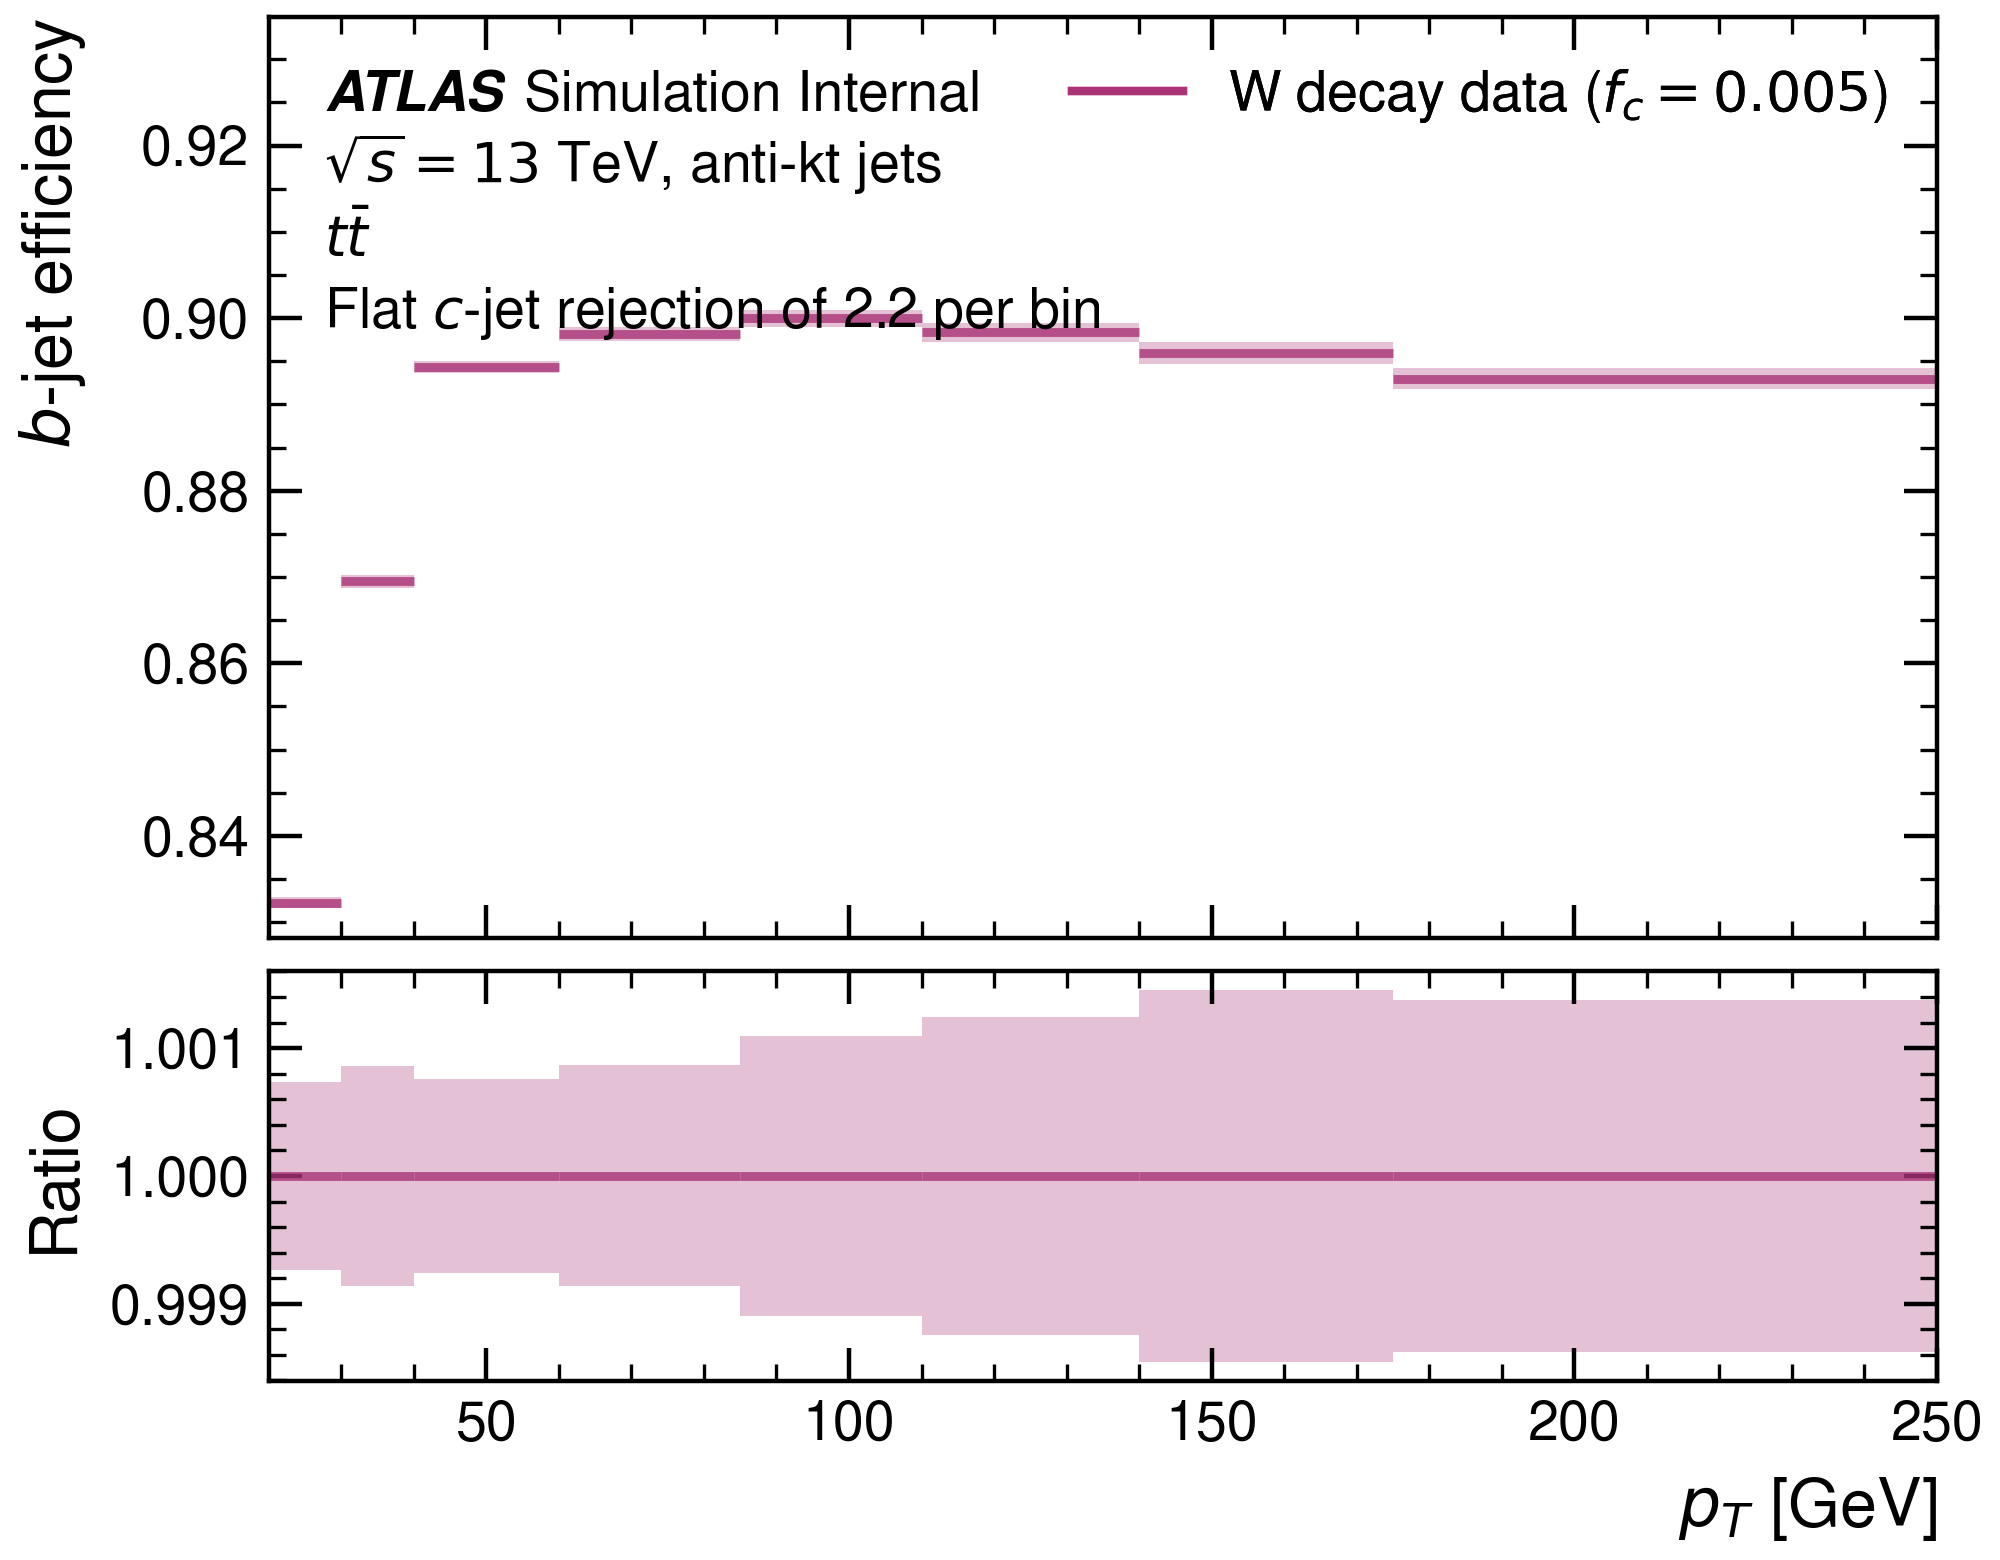 b-jet efficiency
ATLAS Simulation Internal
√s = 13 TeV, anti-kt jets
tt̄
Flat c-jet rejection of 2.2 per bin
W decay data (f_c = 0.005)
0.92
0.90
0.88
0.86
0.84
Ratio
1.001
1.000
0.999
50 100 150 200 250
p_T [GeV]